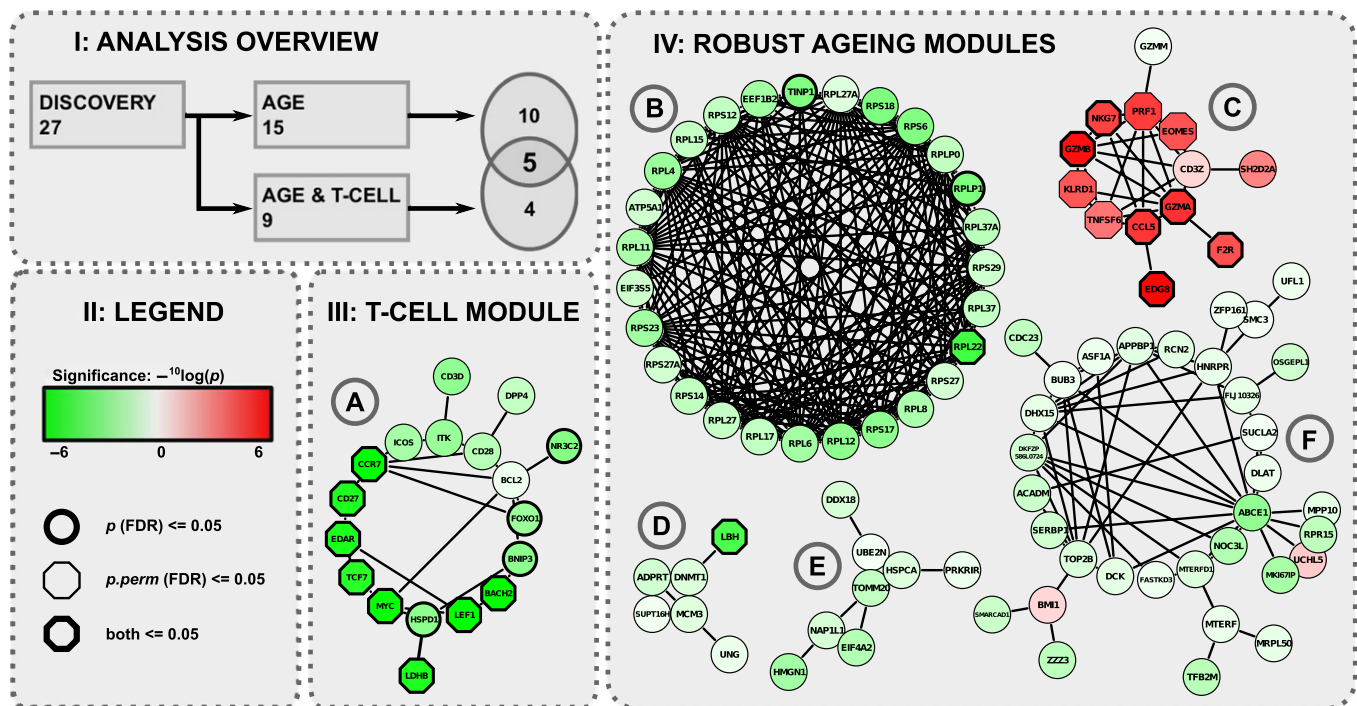 I: ANALYSIS OVERVIEW
DISCOVERY
27
AGE
15
AGE & T-CELL
9
10
5
4
II: LEGEND
Significance: –¹⁰log(p)
–6
0
6
p (FDR) <= 0.05
p.perm (FDR) <= 0.05
both <= 0.05
III: T-CELL MODULE
A
CD3D
DPP4
ICOS
ITK
CD28
NR3C2
CCR7
BCL2
CD27
FOXO1
EDAR
BNIP3
TCF7
BACH2
MYC
LEF1
HSPD1
LDHB
IV: ROBUST AGEING MODULES
B
TINP1
RPL27A
EEF1B2
RPS18
RPS12
RPS6
RPL15
RPLP0
RPL4
RPLP1
ATP5A1
RPL37A
RPL11
RPS29
EIF3S5
RPL37
RPS23
RPL22
RPS27A
RPS27
RPS14
RPL8
RPL27
RPS17
RPL17
RPL6
RPL12
C
GZMM
NKG7
PRF1
EOMES
GZMB
CD3Z
SH2D2A
KLRD1
GZMA
TNFSF6
CCL5
F2R
EDG8
D
LBH
ADPRT
DNMT1
SUPT16H
MCM3
UNG
E
DDX18
UBE2N
HSPCA
PRKRIR
TOMM20
NAP1L1
EIF4A2
HMGN1
F
UFL1
ZFP161
SMC3
CDC23
ASF1A
APPBP1
RCN2
HNRPR
OSGEPL1
BUB3
FLJ10326
DHX15
SUCLA2
DKFZP
586L0724
DLAT
ACADM
ABCE1
MPP10
SERBP1
RPR15
NOC3L
UCHL5
TOP2B
DCK
FASTKD3
MTERFD1
MKI67IP
BMI1
SMARCAD1
MTERF
MRPL50
ZZZ3
TFB2M